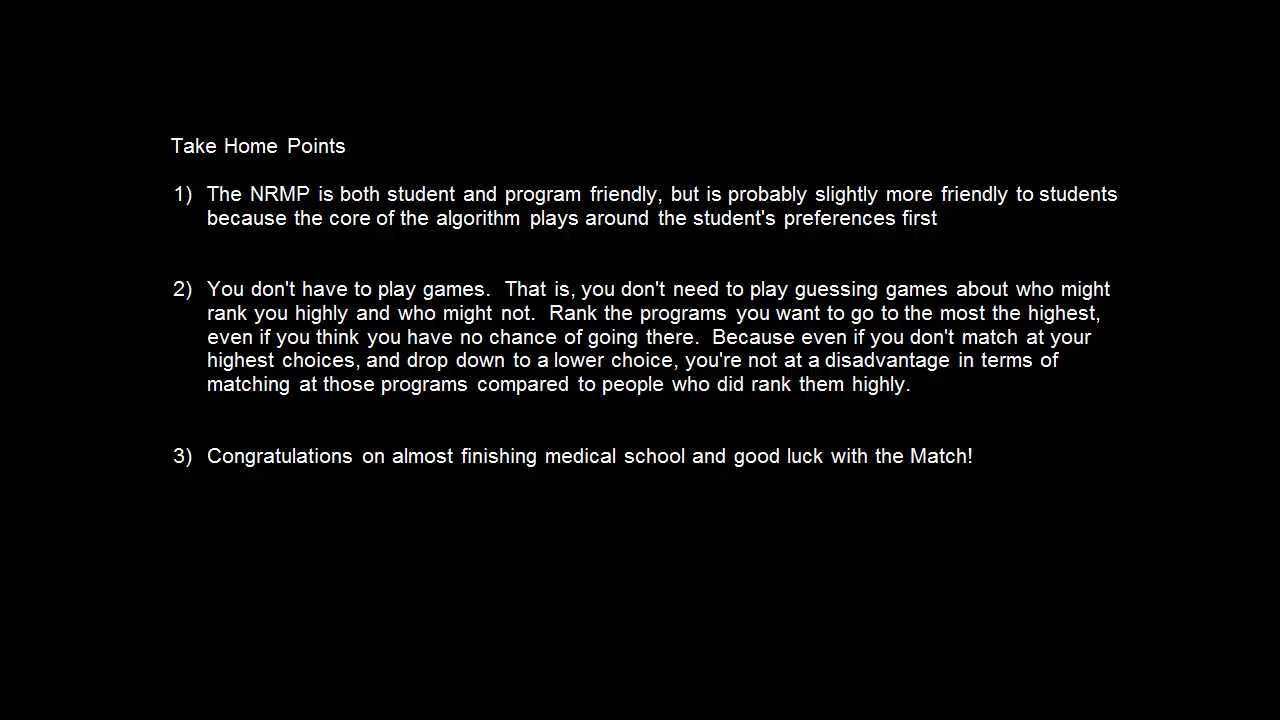 Take Home Points
1) The NRMP is both student and program friendly, but is probably slightly more friendly to students
because the core of the algorithm plays around the student's preferences first
2) You don't have to play games. That is, you don't need to play guessing games about who might
rank you highly and who might not. Rank the programs you want to go to the most the highest,
even if you think you have no chance of going there. Because even if you don't match at your
highest choices, and drop down to a lower choice, you're not at a disadvantage in terms of
matching at those programs compared to people who did rank them highly.
3) Congratulations on almost finishing medical school and good luck with the Match!